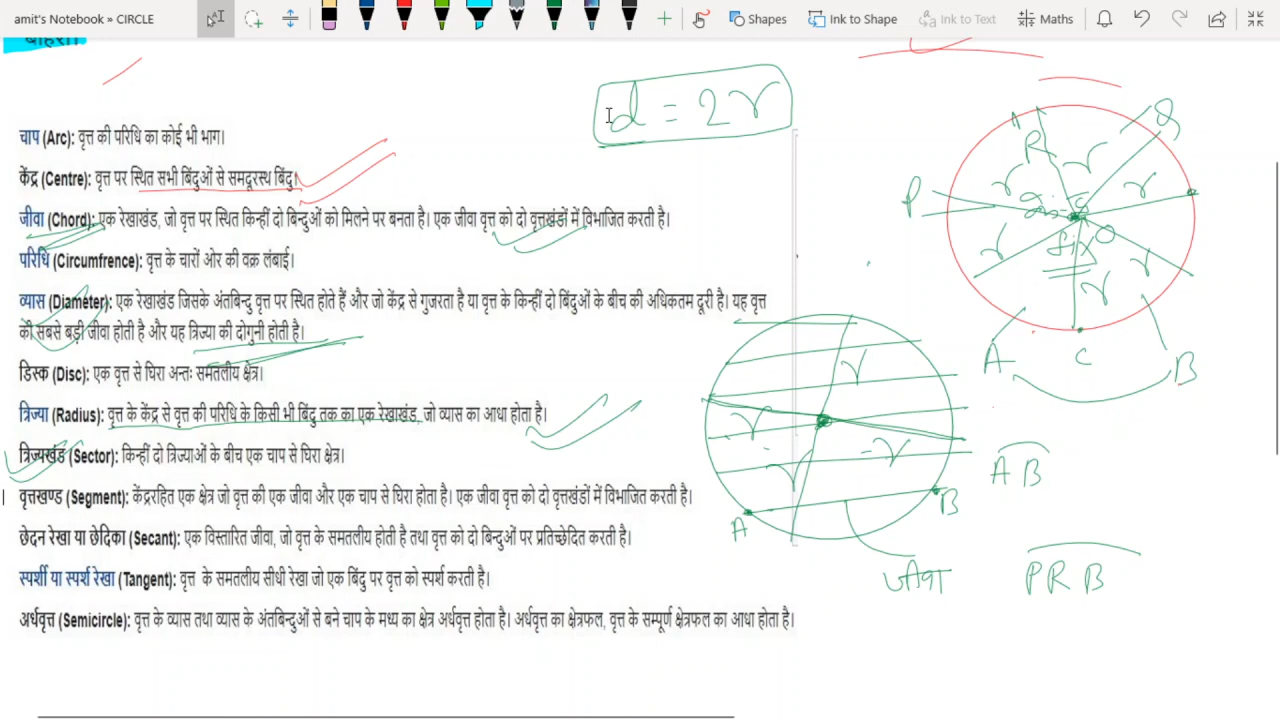 amit's Notebook » CIRCLE
Shapes
Ink to Shape
Ink to Text
Maths
बाहरी
d = 2r
चाप (Arc): वृत्त की परिधि का कोई भी भाग।
केंद्र (Centre): वृत्त पर स्थित सभी बिंदुओं से समदूरस्थ बिंदु।
जीवा (Chord): एक रेखाखंड, जो वृत्त पर स्थित किन्हीं दो बिन्दुओं को मिलने पर बनता है। एक जीवा वृत्त को दो वृत्तखंडों में विभाजित करती है।
परिधि (Circumfrence): वृत्त के चारों ओर की वक्र लंबाई।
व्यास (Diameter): एक रेखाखंड जिसके अंतबिन्दु वृत्त पर स्थित होते हैं और जो केंद्र से गुजरता है या वृत्त के किन्हीं दो बिंदुओं के बीच की अधिकतम दूरी है। यह वृत्त
की सबसे बड़ी जीवा होती है और यह त्रिज्या की दोगुनी होती है।
डिस्क (Disc): एक वृत्त से घिरा अन्तः समतलीय क्षेत्र।
त्रिज्या (Radius): वृत्त के केंद्र से वृत्त की परिधि के किसी भी बिंदु तक का एक रेखाखंड, जो व्यास का आधा होता है।
त्रिज्यखंड (Sector): किन्हीं दो त्रिज्याओं के बीच एक चाप से घिरा क्षेत्र।
वृत्तखण्ड (Segment): केंद्ररहित एक क्षेत्र जो वृत्त की एक जीवा और एक चाप से घिरा होता है। एक जीवा वृत्त को दो वृत्तखंडों में विभाजित करती है।
छेदन रेखा या छेदिका (Secant): एक विस्तारित जीवा, जो वृत्त के समतलीय होती है तथा वृत्त को दो बिन्दुओं पर प्रतिच्छेदित करती है।
स्पर्शी या स्पर्श रेखा (Tangent): वृत्त के समतलीय सीधी रेखा जो एक बिंदु पर वृत्त को स्पर्श करती है।
अर्धवृत्त (Semicircle): वृत्त के व्यास तथा व्यास के अंतबिन्दुओं से बने चाप के मध्य का क्षेत्र अर्धवृत्त होता है। अर्धवृत्त का क्षेत्रफल, वृत्त के सम्पूर्ण क्षेत्रफल का आधा होता है।
R
r
r
r
P
O
r
fix
r
r
A
C
B
r
r
r
r
A
B
जीवा
AB
PRB